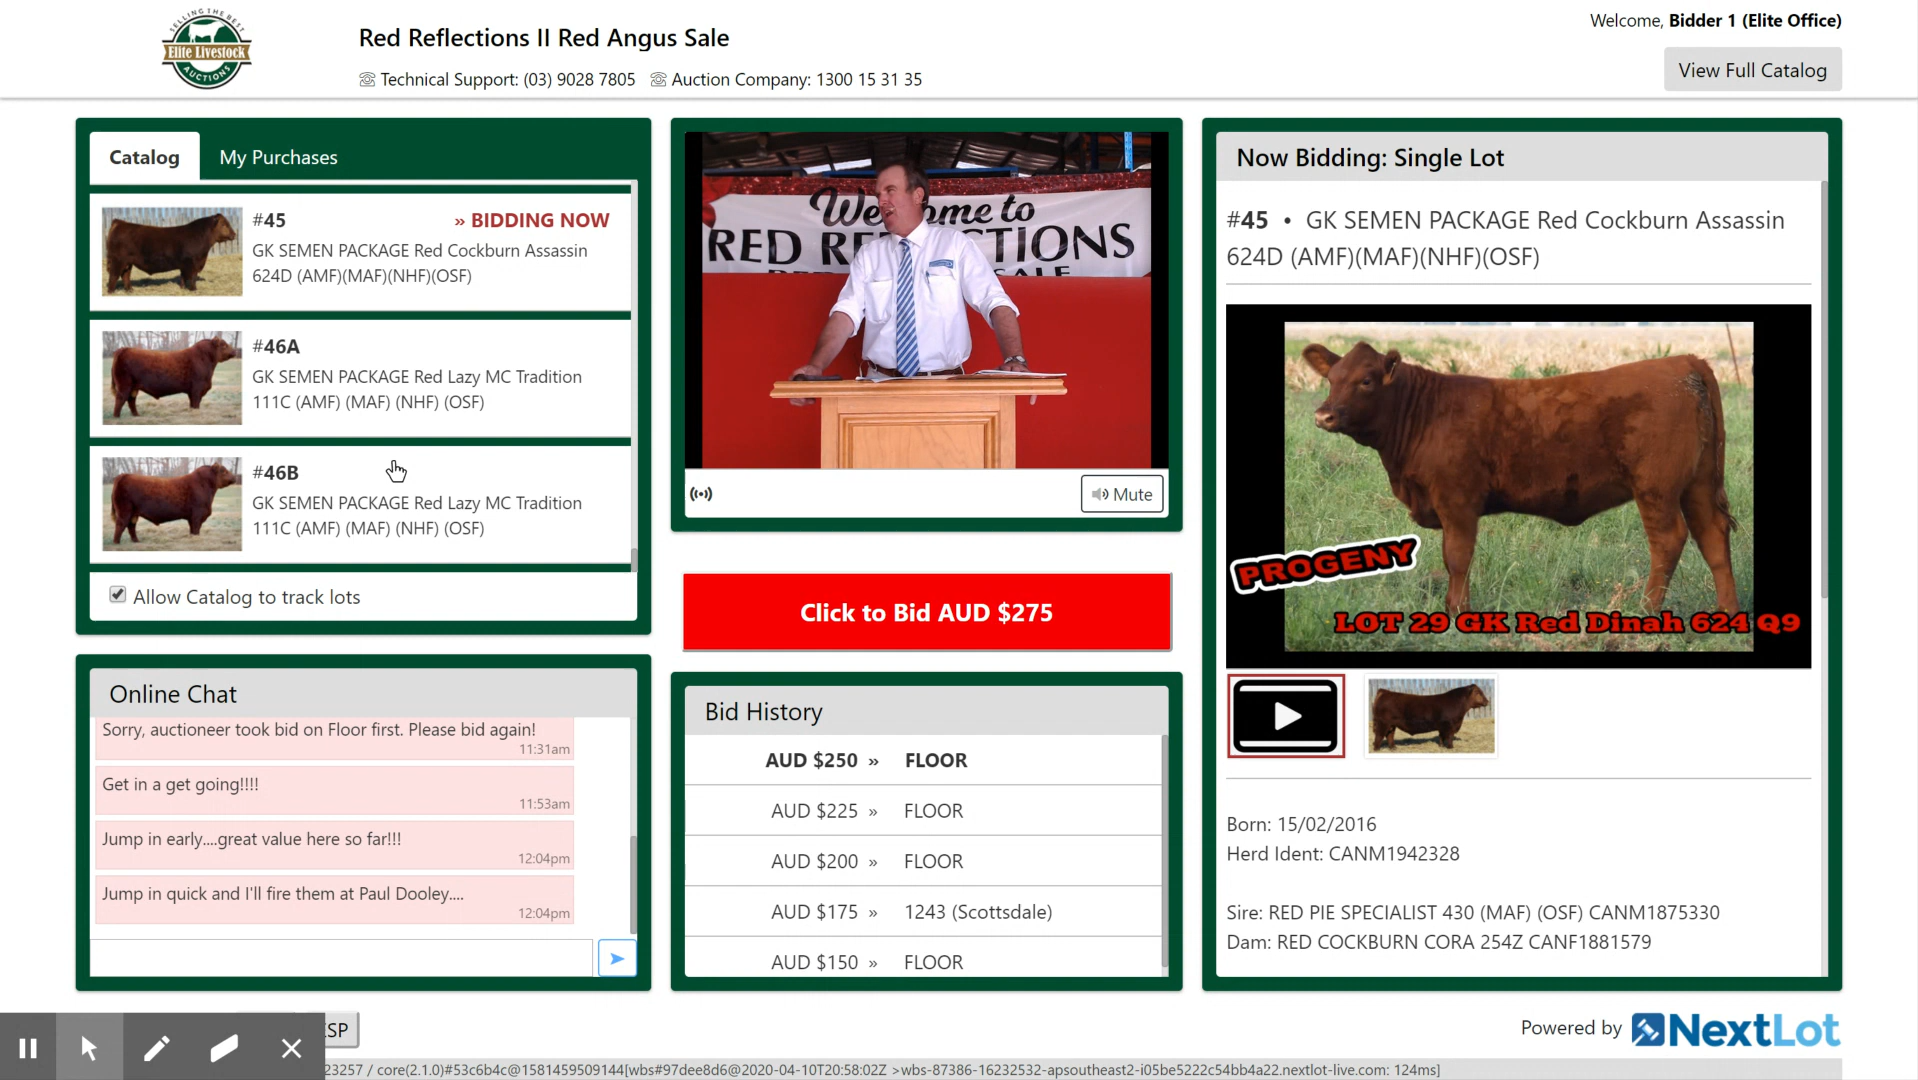 SELLING THE BEST
Elite Livestock
AUCTIONS
Red Reflections II Red Angus Sale
Technical Support: (03) 9028 7805 Auction Company: 1300 15 31 35
Welcome, Bidder 1 (Elite Office)
View Full Catalog
Catalog My Purchases
#45 » BIDDING NOW
GK SEMEN PACKAGE Red Cockburn Assassin
624D (AMF)(MAF)(NHF)(OSF)
#46A
GK SEMEN PACKAGE Red Lazy MC Tradition
111C (AMF) (MAF) (NHF) (OSF)
#46B
GK SEMEN PACKAGE Red Lazy MC Tradition
111C (AMF) (MAF) (NHF) (OSF)
Allow Catalog to track lots
Online Chat
Sorry, auctioneer took bid on Floor first. Please bid again!
11:31am
Get in a get going!!!!
11:53am
Jump in early....great value here so far!!!
12:04pm
Jump in quick and I'll fire them at Paul Dooley....
12:04pm
Mute
Click to Bid AUD $275
Bid History
AUD $250 » FLOOR
AUD $225 » FLOOR
AUD $200 » FLOOR
AUD $175 » 1243 (Scottsdale)
AUD $150 » FLOOR
Now Bidding: Single Lot
#45 • GK SEMEN PACKAGE Red Cockburn Assassin
624D (AMF)(MAF)(NHF)(OSF)
PROGENY
LOT 29 GK Red Dinah 624 Q9
Born: 15/02/2016
Herd Ident: CANM1942328
Sire: RED PIE SPECIALIST 430 (MAF) (OSF) CANM1875330
Dam: RED COCKBURN CORA 254Z CANF1881579
SP
Powered by NextLot
23257 / core(2.1.0)#53c6b4c@1581459509144[wbs#97dee8d6@2020-04-10T20:58:02Z >wbs-87386-16232532-apsoutheast2-i05be5222c54bb4a22.nextlot-live.com: 124ms]